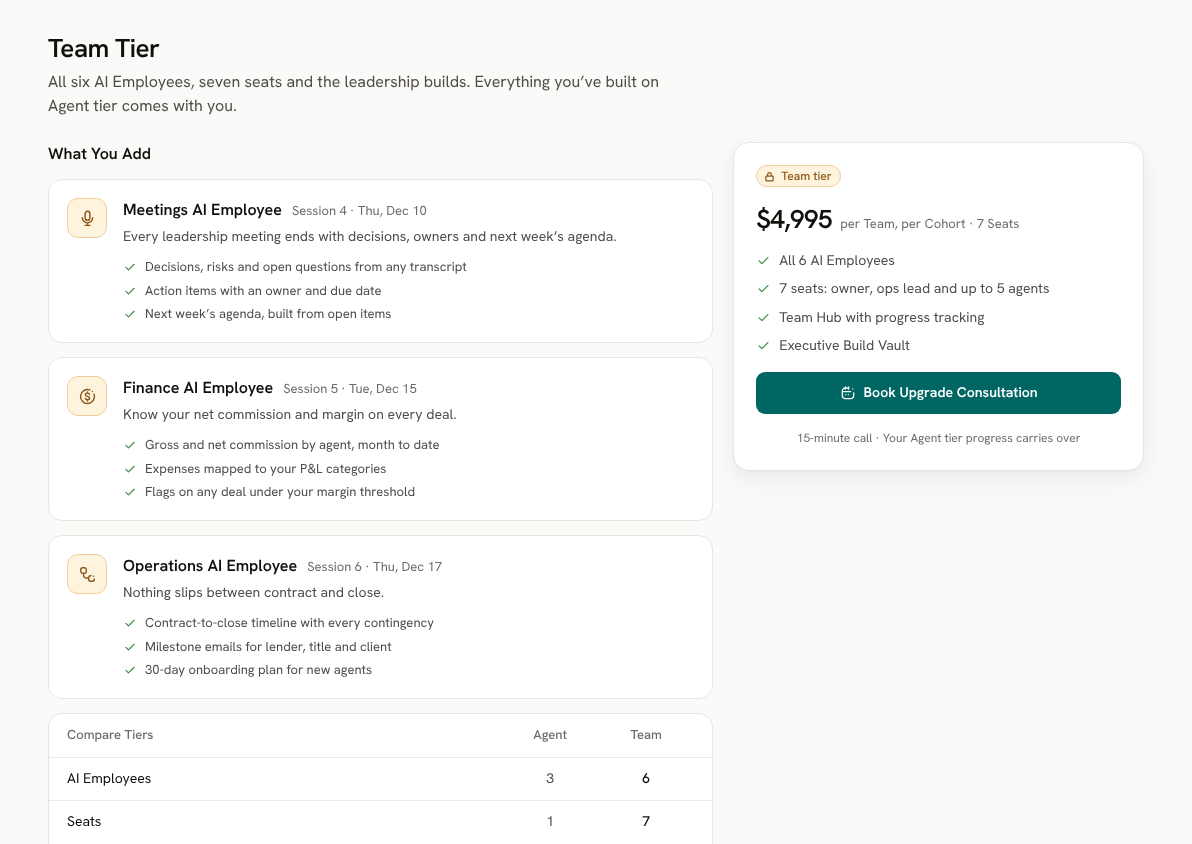 Team Tier
All six AI Employees, seven seats and the leadership builds. Everything you’ve built on
Agent tier comes with you.
What You Add
Meetings AI Employee Session 4 · Thu, Dec 10
Every leadership meeting ends with decisions, owners and next week’s agenda.
Decisions, risks and open questions from any transcript
Action items with an owner and due date
Next week’s agenda, built from open items
Finance AI Employee Session 5 · Tue, Dec 15
Know your net commission and margin on every deal.
Gross and net commission by agent, month to date
Expenses mapped to your P&L categories
Flags on any deal under your margin threshold
Operations AI Employee Session 6 · Thu, Dec 17
Nothing slips between contract and close.
Contract-to-close timeline with every contingency
Milestone emails for lender, title and client
30-day onboarding plan for new agents
Compare Tiers Agent Team
AI Employees 3 6
Seats 1 7
Team tier
$4,995 per Team, per Cohort · 7 Seats
All 6 AI Employees
7 seats: owner, ops lead and up to 5 agents
Team Hub with progress tracking
Executive Build Vault
Book Upgrade Consultation
15-minute call · Your Agent tier progress carries over